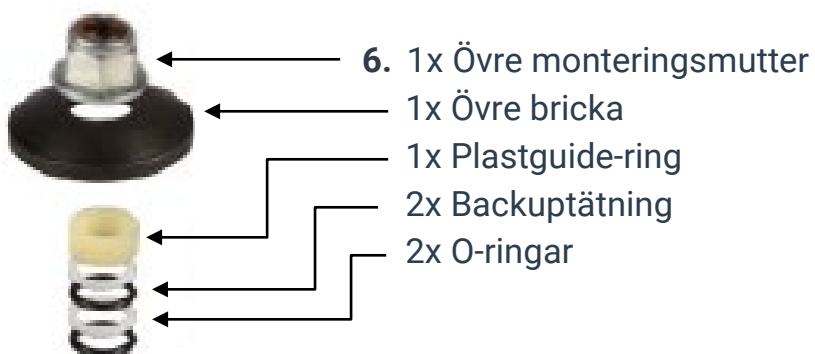 6. 1x Övre monteringsmutter
1x Övre bricka
1x Plastguide-ring
2x Backuptätning
2x O-ringar